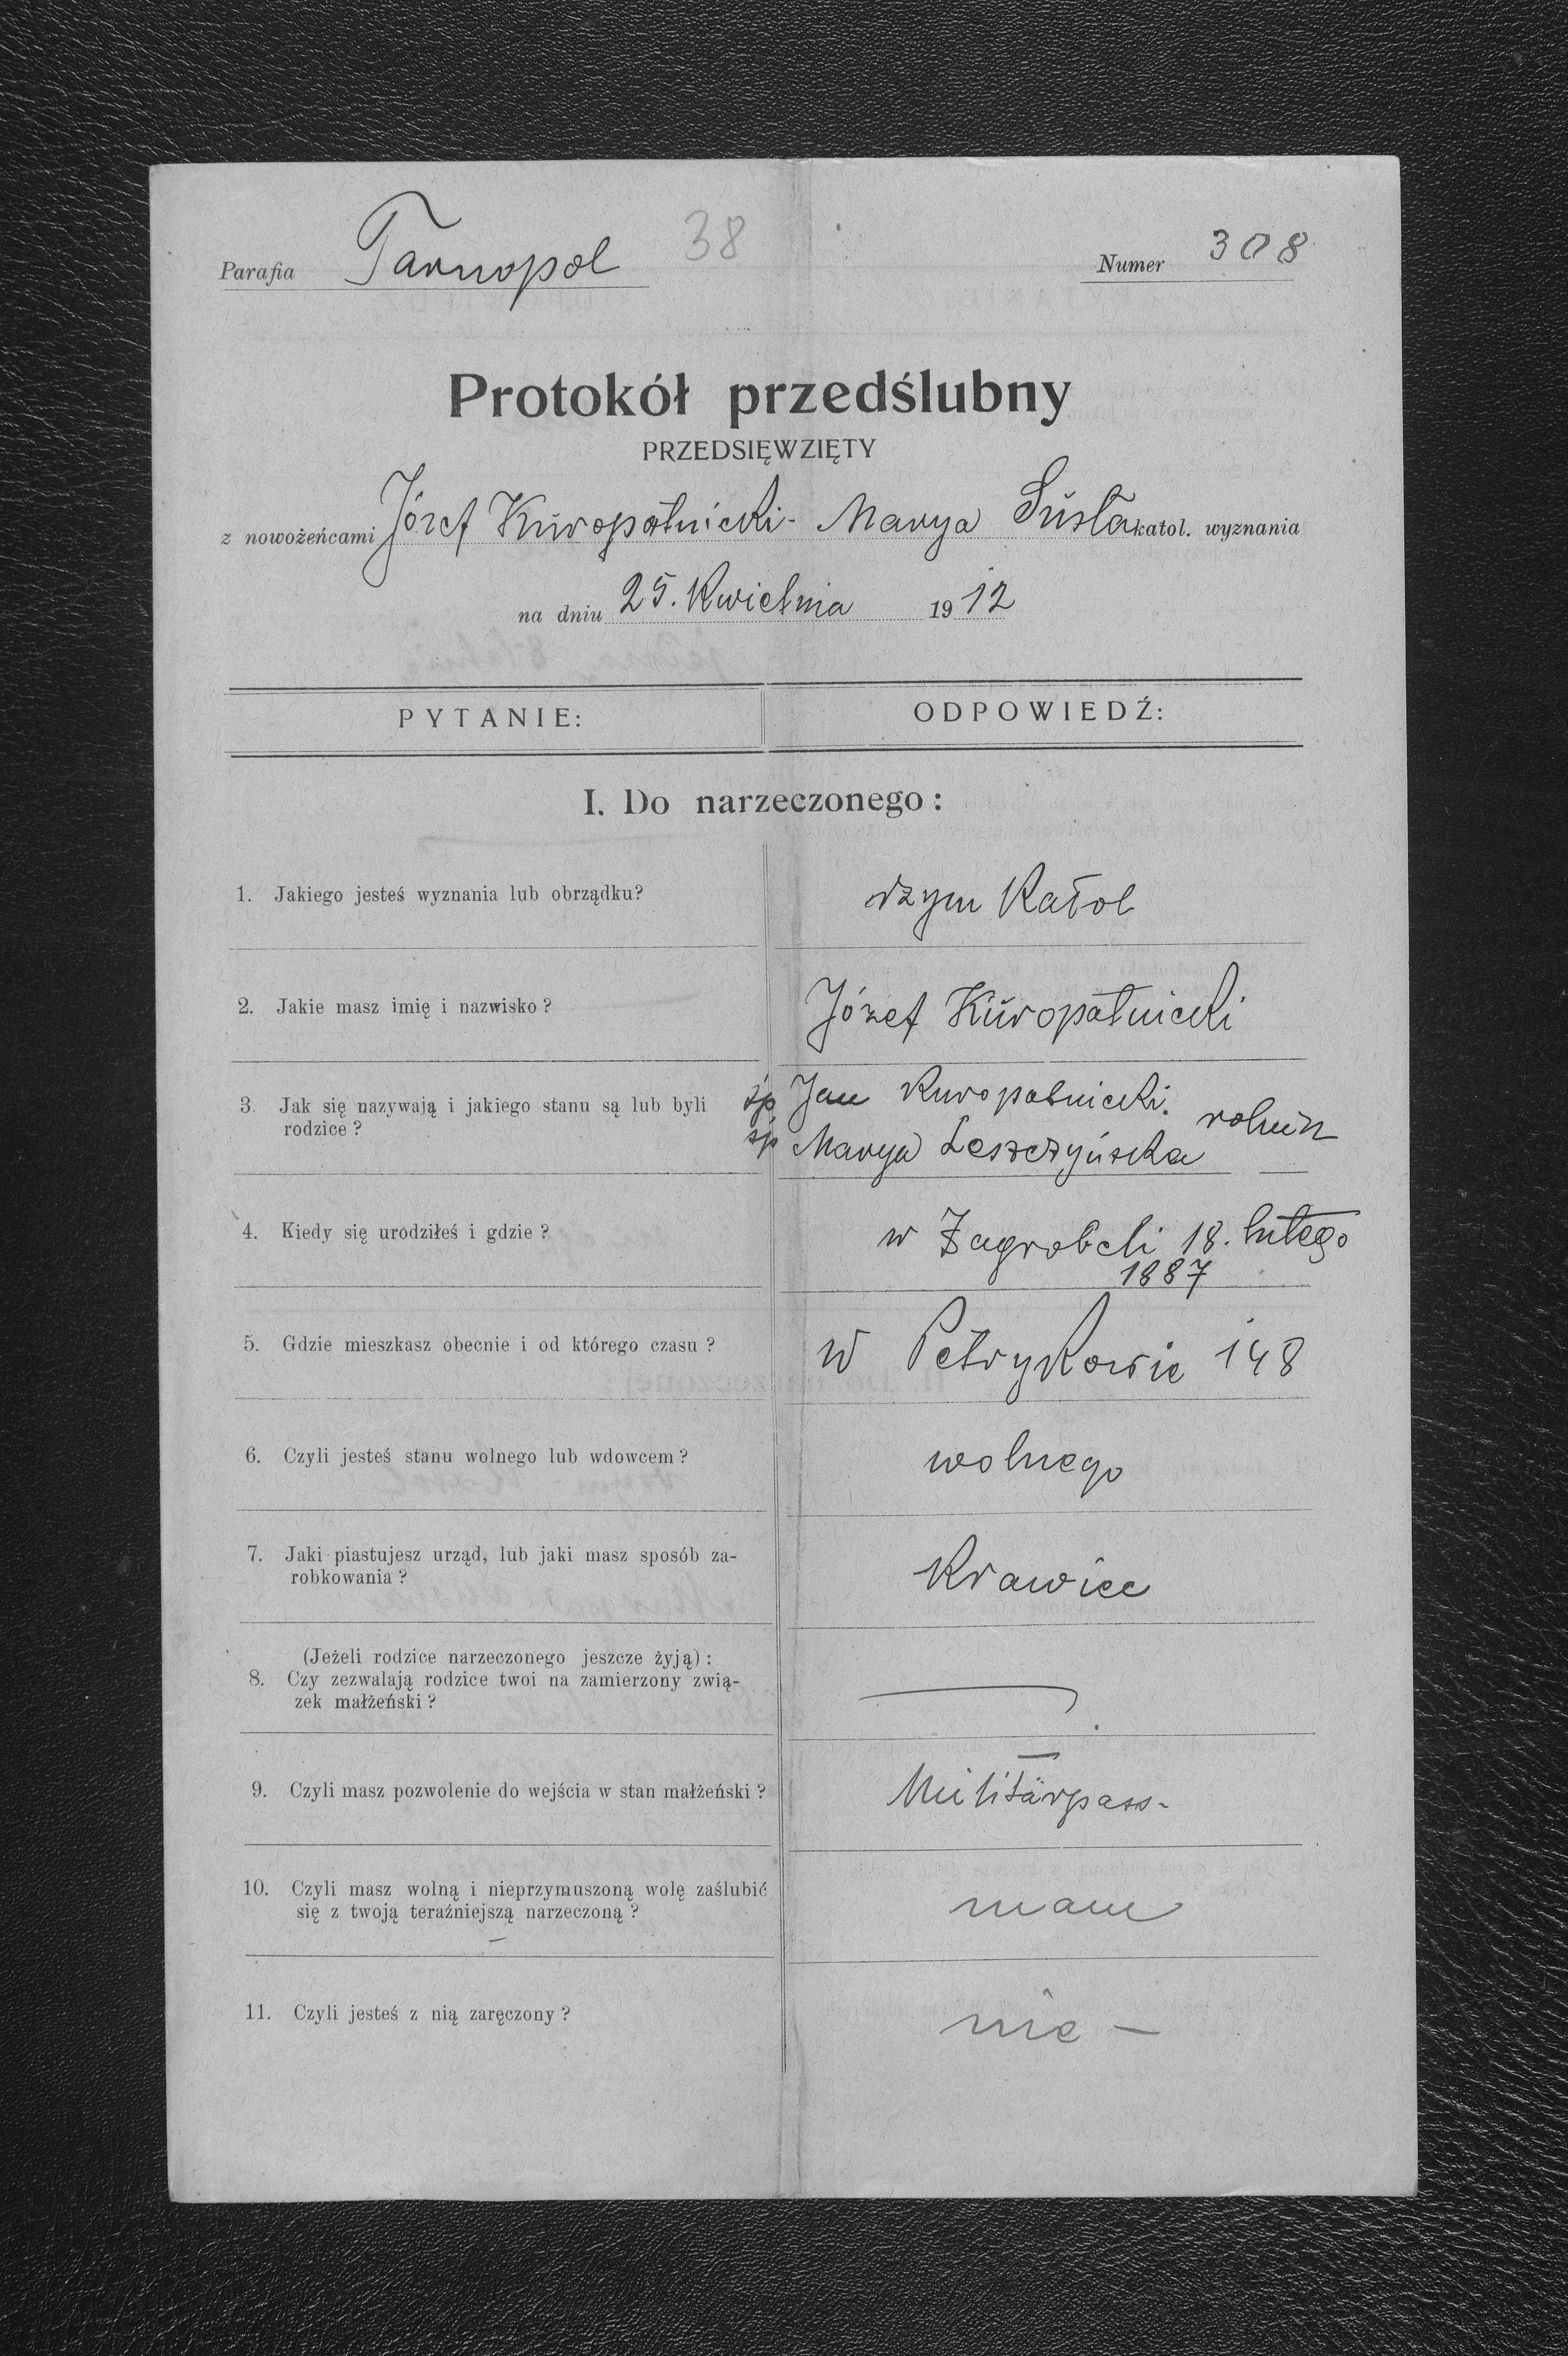 Parafia Tarnopol 38 Numer 308
Protokół przedślubny
PRZEDSIĘWZIĘTY
z nowożeńcami Józef Kuropatnicki - Marya Susła katol. wyznania
na dniu 25. Kwietnia 1912
PYTANIE: ODPOWIEDŹ:
I. Do narzeczonego:
1. Jakiego jesteś wyznania lub obrządku? rzym Katol
2. Jakie masz imię i nazwisko? Józef Kuropatnicki
3. Jak się nazywają i jakiego stanu są lub byli śp Jan Kuropatnicki. rolnik
rodzice? śp Marya Leszczyńska
4. Kiedy się urodziłeś i gdzie? w Zagrobeli 18. lutego
1887
5. Gdzie mieszkasz obecnie i od którego czasu? w Petrykowie 148
6. Czyli jesteś stanu wolnego lub wdowcem? wolnego
7. Jaki piastujesz urząd, lub jaki masz sposób za-
robkowania? Krawiec
(Jeżeli rodzice narzeczonego jeszcze żyją):
8. Czy zezwalają rodzice twoi na zamierzony zwią-
zek małżeński?
9. Czyli masz pozwolenie do wejścia w stan małżeński? Militärpass-
10. Czyli masz wolną i nieprzymuszoną wolę zaślubić
się z twoją teraźniejszą narzeczoną? mam
11. Czyli jesteś z nią zaręczony? nie -